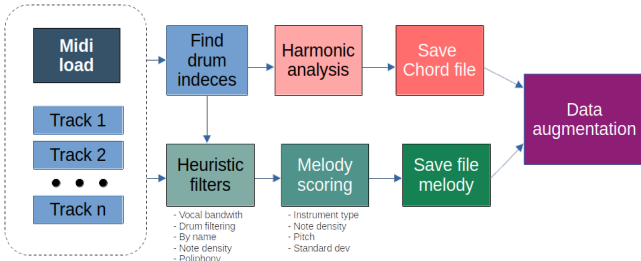 Midi
load
Track 1
Track 2
Track n
Find
drum
indeces
Harmonic
analysis
Save
Chord file
Heuristic
filters
- Vocal bandwith
- Drum filtering
- By name
- Note density
- Poliphony
Melody
scoring
- Instrument type
- Note density
- Pitch
- Standard dev
Save file
melody
Data
augmentation